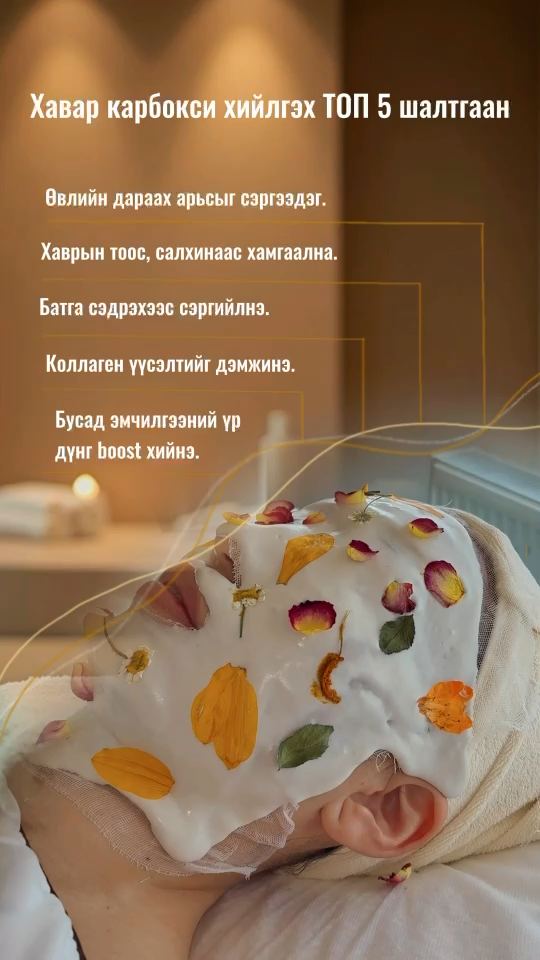 Хавар карбокси хийлгэх ТОП 5 шалтгаан
Өвлийн дараах арьсыг сэргээдэг.
Хаврын тоос, салхинаас хамгаална.
Батга сэдрэхээс сэргийлнэ.
Коллаген үүсэлтийг дэмжинэ.
Бусад эмчилгээний үр
дүнг boost хийнэ.